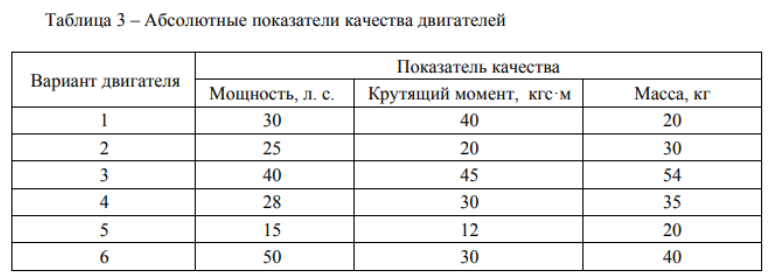 Таблица 3 – Абсолютные показатели качества двигателей
Вариант двигателя Показатель качества
Мощность, л. с. Крутящий момент, кгс·м Масса, кг
1 30 40 20
2 25 20 30
3 40 45 54
4 28 30 35
5 15 12 20
6 50 30 40